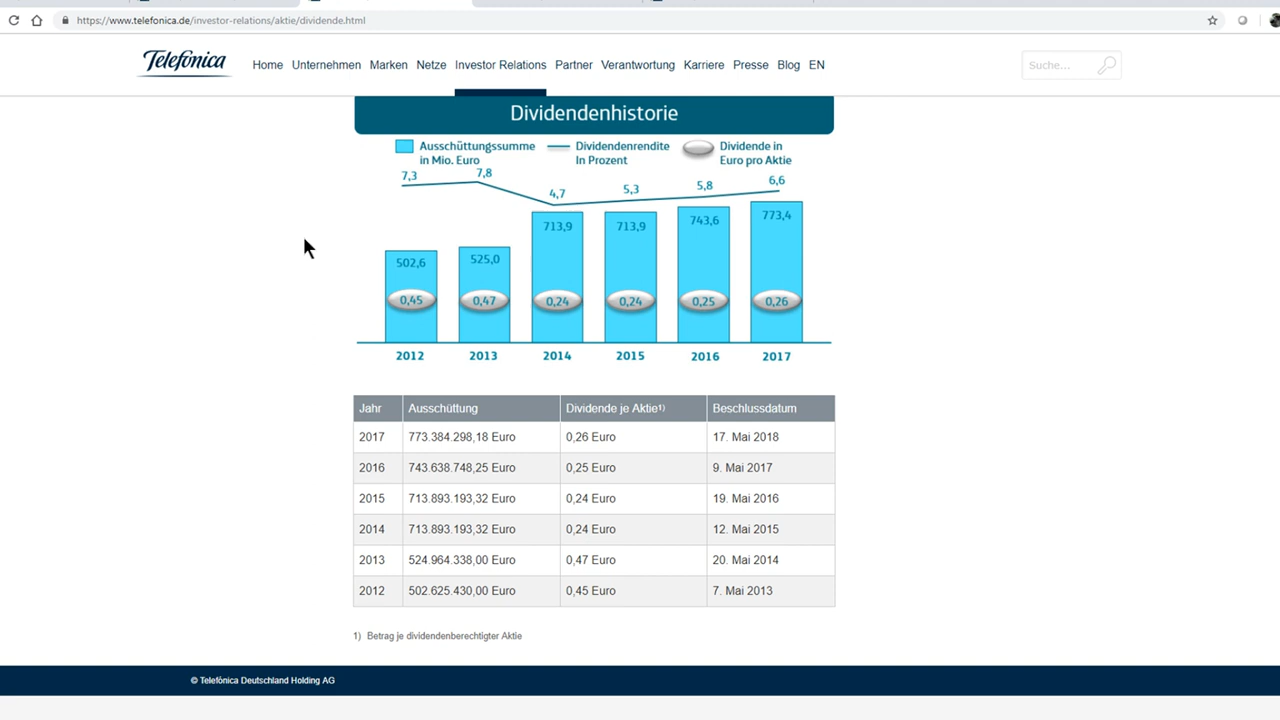 https://www.telefonica.de/investor-relations/aktie/dividende.html
Telefónica
Home Unternehmen Marken Netze Investor Relations Partner Verantwortung Karriere Presse Blog EN
Suche...
Dividendenhistorie
Ausschüttungssumme
in Mio. Euro
Dividendenrendite
In Prozent
Dividende in
Euro pro Aktie
7,3 7,8 4,7 5,3 5,8 6,6
502,6 525,0 713,9 713,9 743,6 773,4
0,45 0,47 0,24 0,24 0,25 0,26
2012 2013 2014 2015 2016 2017
Jahr Ausschüttung Dividende je Aktie1) Beschlussdatum
2017 773.384.298,18 Euro 0,26 Euro 17. Mai 2018
2016 743.638.748,25 Euro 0,25 Euro 9. Mai 2017
2015 713.893.193,32 Euro 0,24 Euro 19. Mai 2016
2014 713.893.193,32 Euro 0,24 Euro 12. Mai 2015
2013 524.964.338,00 Euro 0,47 Euro 20. Mai 2014
2012 502.625.430,00 Euro 0,45 Euro 7. Mai 2013
1) Betrag je dividendenberechtigter Aktie
© Telefónica Deutschland Holding AG